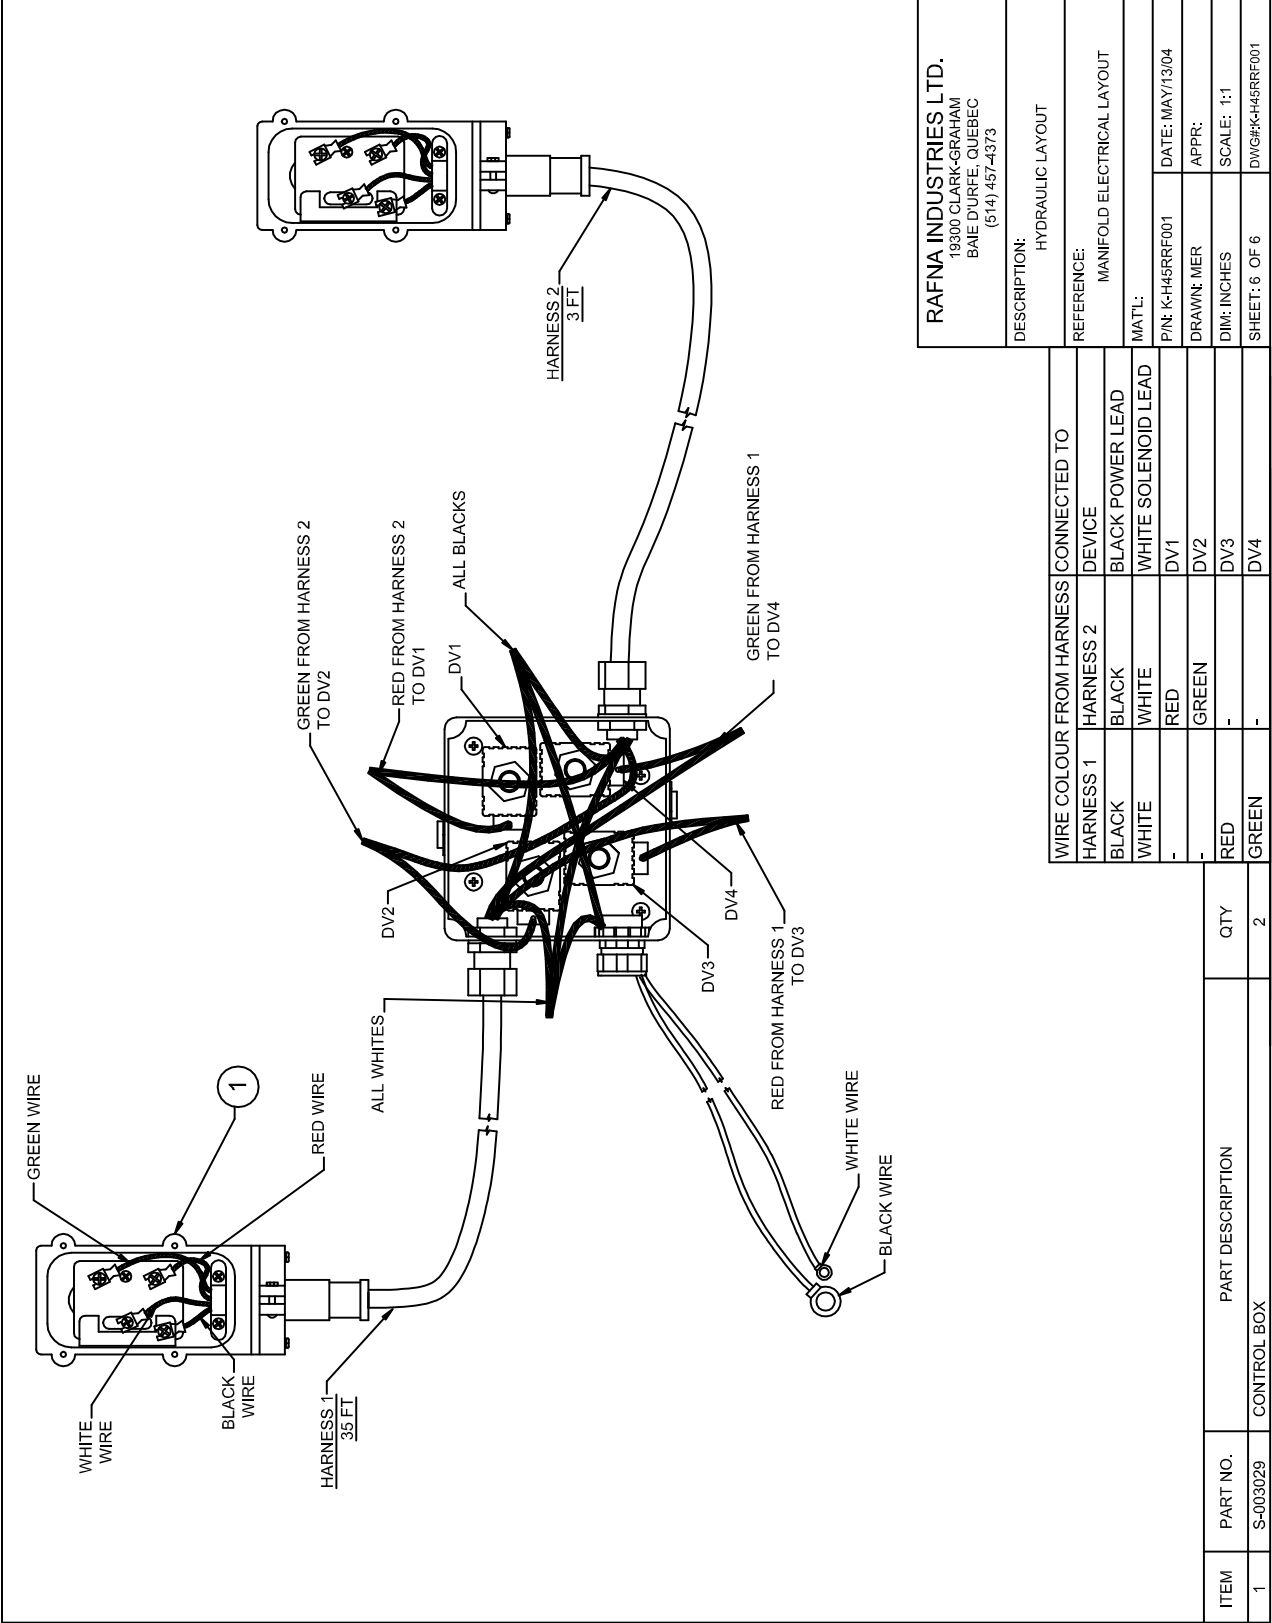 GREEN WIRE
1
RED WIRE
WHITE
WIRE
BLACK
WIRE
HARNESS 1
35 FT
ALL WHITES
GREEN FROM HARNESS 2
TO DV2
RED FROM HARNESS 2
TO DV1
DV1
ALL BLACKS
HARNESS 2
3 FT
DV2
DV3
DV4
GREEN FROM HARNESS 1
TO DV4
RED FROM HARNESS 1
TO DV3
WHITE WIRE
BLACK WIRE
RAFNA INDUSTRIES LTD.
19300 CLARK-GRAHAM
BAIE D'URFE, QUEBEC
(514) 457-4373
DESCRIPTION:
HYDRAULIC LAYOUT
REFERENCE:
MANIFOLD ELECTRICAL LAYOUT
MAT'L:
P/N: K-H45RRF001 DATE: MAY/13/04
DRAWN: MER APPR:
DIM: INCHES SCALE: 1:1
SHEET: 6 OF 6 DWG#:K-H45RRF001
WIRE COLOUR FROM HARNESS CONNECTED TO
HARNESS 1 HARNESS 2 DEVICE
BLACK BLACK BLACK POWER LEAD
WHITE WHITE WHITE SOLENOID LEAD
- RED DV1
- GREEN DV2
RED - DV3
GREEN - DV4
ITEM PART NO. PART DESCRIPTION QTY
1 S-003029 CONTROL BOX 2